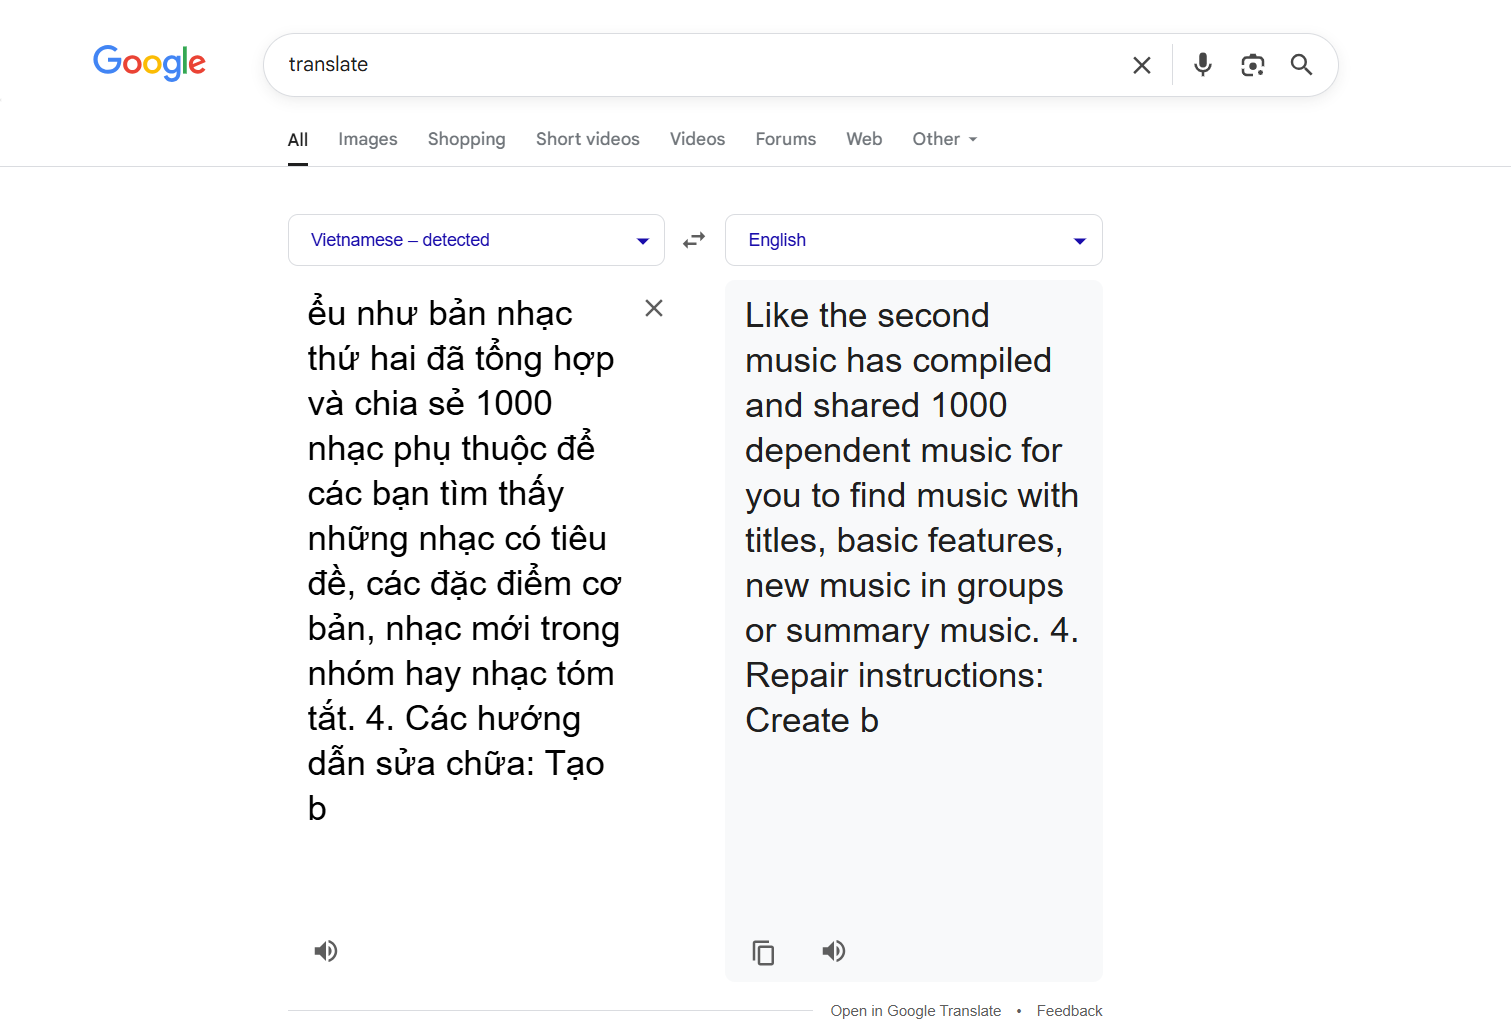 Google
translate
All Images Shopping Short videos Videos Forums Web Other
Vietnamese – detected
English
ểu như bản nhạc
thứ hai đã tổng hợp
và chia sẻ 1000
nhạc phụ thuộc để
các bạn tìm thấy
những nhạc có tiêu
đề, các đặc điểm cơ
bản, nhạc mới trong
nhóm hay nhạc tóm
tắt. 4. Các hướng
dẫn sửa chữa: Tạo
b
Like the second
music has compiled
and shared 1000
dependent music for
you to find music with
titles, basic features,
new music in groups
or summary music. 4.
Repair instructions:
Create b
Open in Google Translate • Feedback